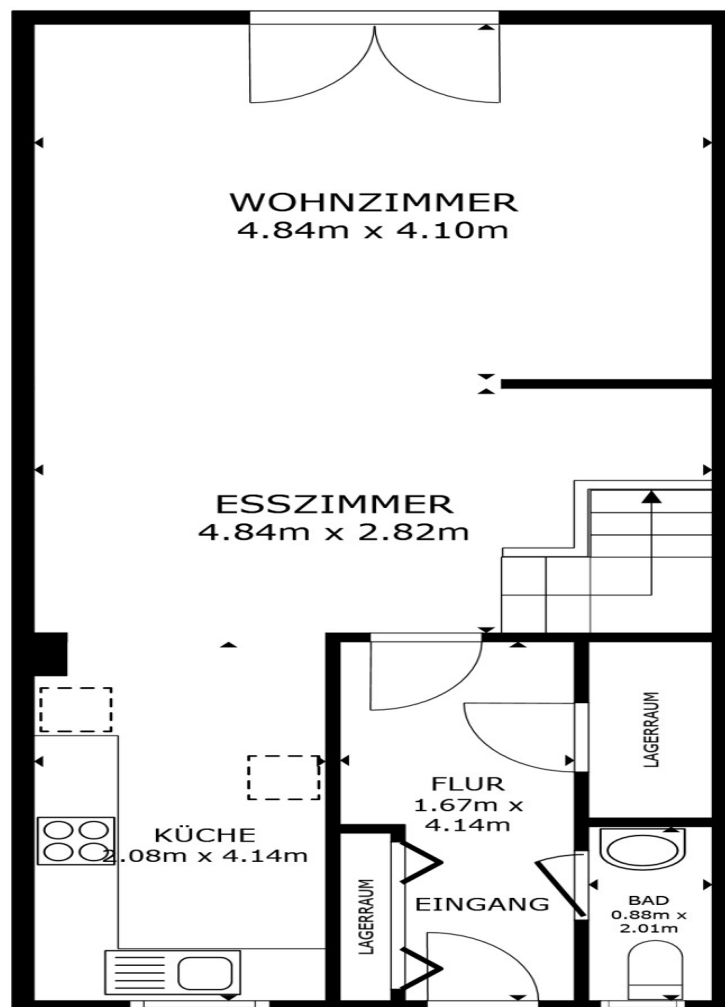 WOHNZIMMER
4.84m x 4.10m
ESSZIMMER
4.84m x 2.82m
LAGERRAUM
FLUR
1.67m x
4.14m
KÜCHE
2.08m x 4.14m
LAGERRAUM
EINGANG
BAD
0.88m x
2.01m